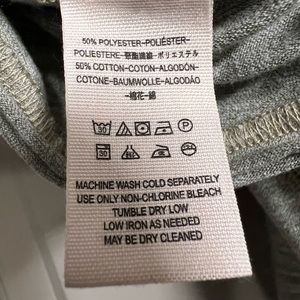 50% POLYESTER-POLIÉSTER-
POLIESTERE-聚酯纖維-ポリエステル
50% COTTON-COTON-ALGODÓN-
COTONE-BAUMWOLLE-ALGODÃO
-棉花-綿
30
MACHINE WASH COLD SEPARATELY
USE ONLY NON-CHLORINE BLEACH
TUMBLE DRY LOW
LOW IRON AS NEEDED
MAY BE DRY CLEANED